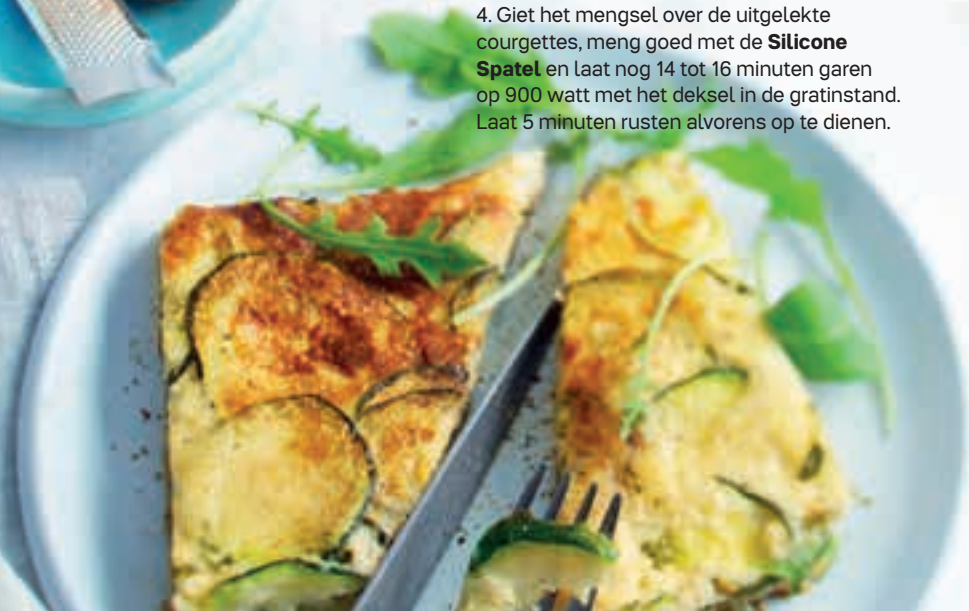 4. Giet het mengsel over de uitgelekte
courgettes, meng goed met de Silicone
Spatel en laat nog 14 tot 16 minuten garen
op 900 watt met het deksel in de gratinstand.
Laat 5 minuten rusten alvorens op te dienen.